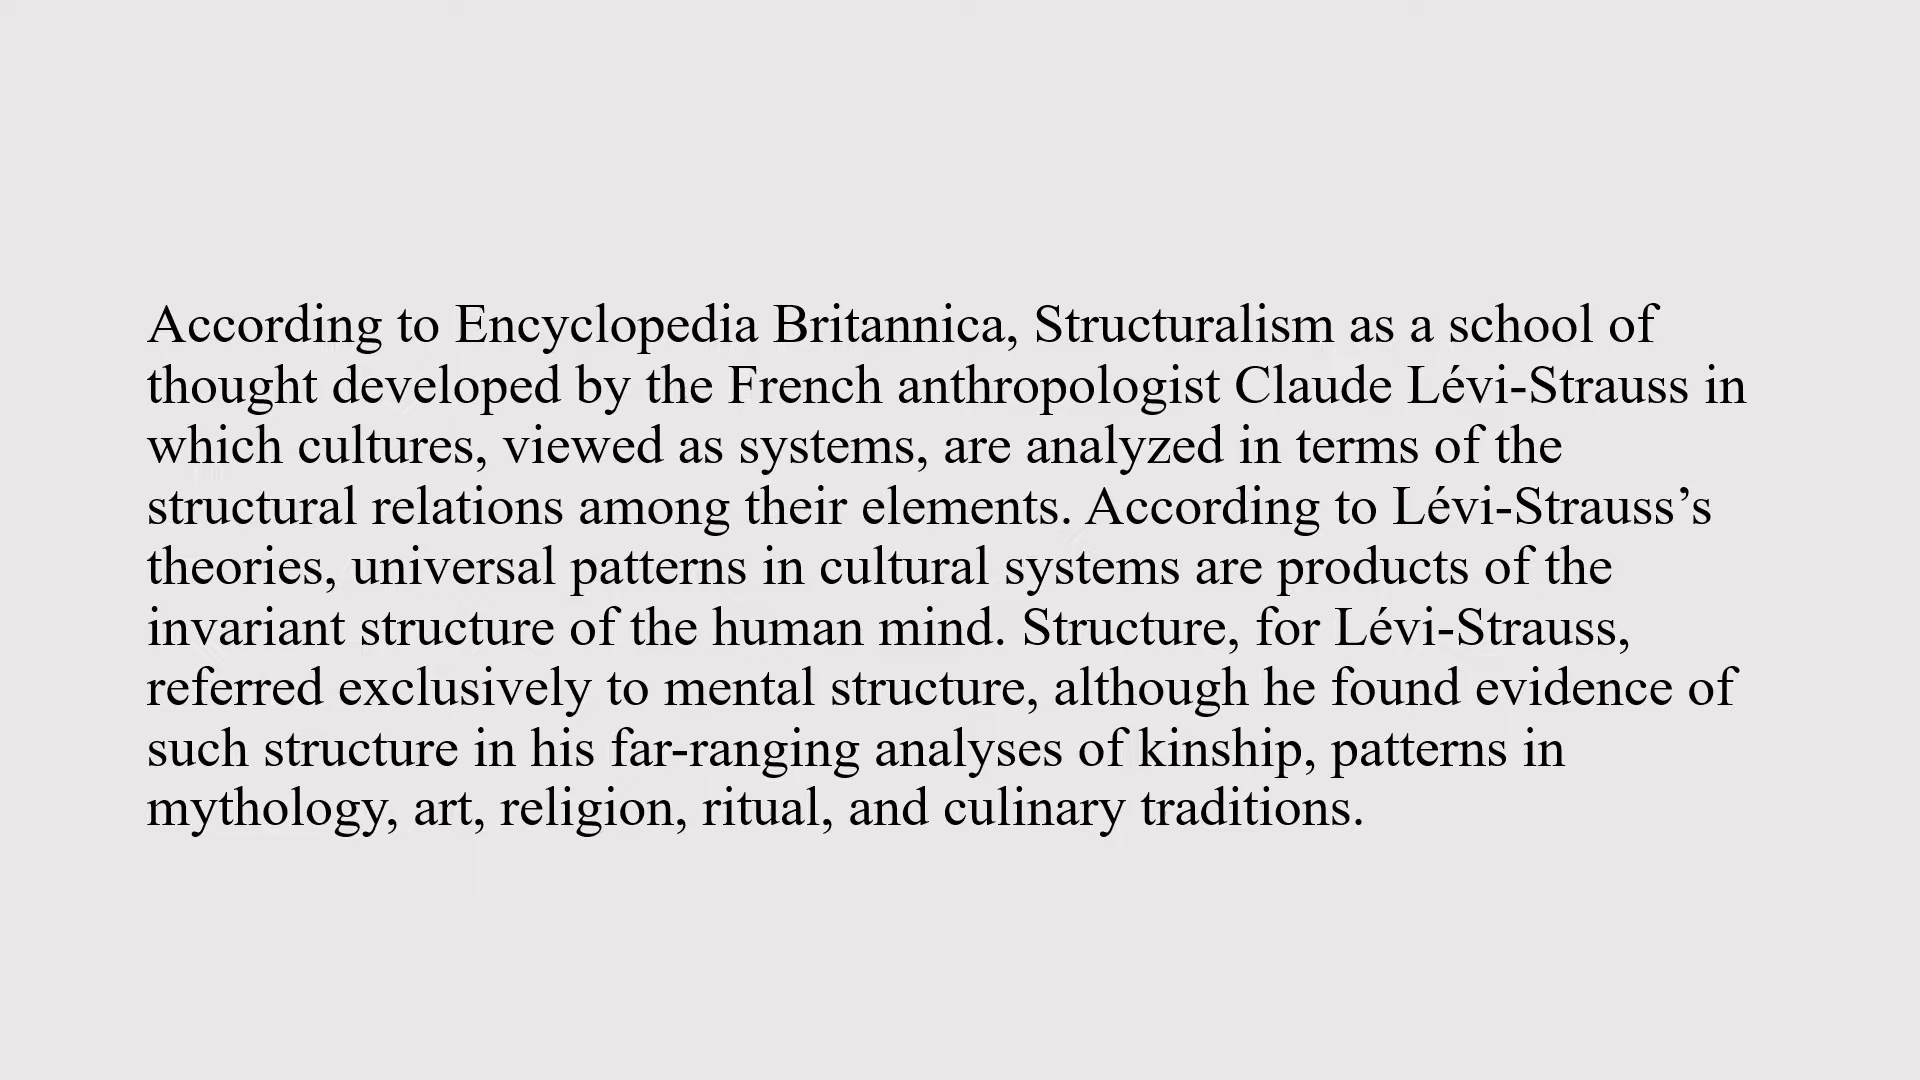 According to Encyclopedia Britannica, Structuralism as a school of
thought developed by the French anthropologist Claude Lévi-Strauss in
which cultures, viewed as systems, are analyzed in terms of the
structural relations among their elements. According to Lévi-Strauss’s
theories, universal patterns in cultural systems are products of the
invariant structure of the human mind. Structure, for Lévi-Strauss,
referred exclusively to mental structure, although he found evidence of
such structure in his far-ranging analyses of kinship, patterns in
mythology, art, religion, ritual, and culinary traditions.